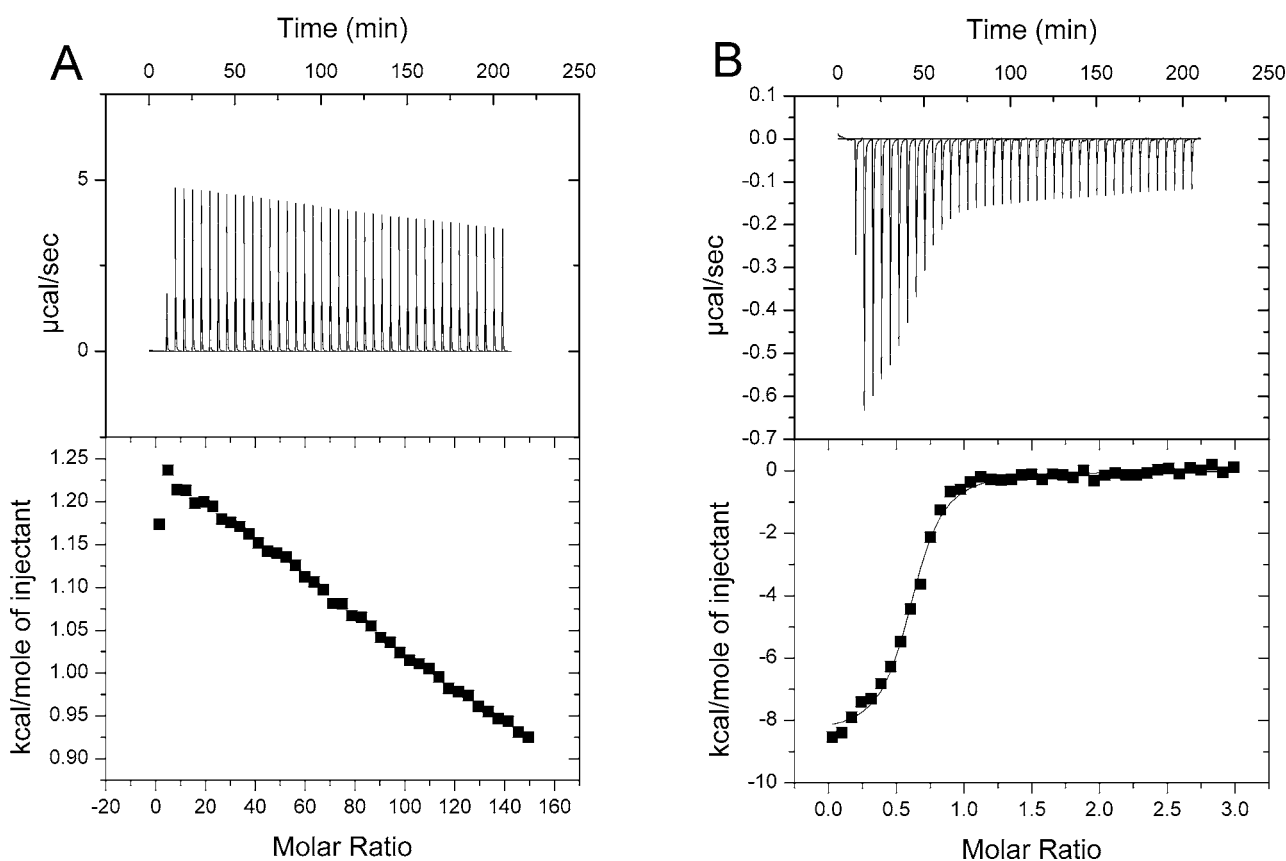 A
Time (min)
0 50 100 150 200 250
5
0
µcal/sec
1.25
1.20
1.15
1.10
1.05
1.00
0.95
0.90
kcal/mole of injectant
-20 0 20 40 60 80 100 120 140 160
Molar Ratio
B
Time (min)
0 50 100 150 200 250
0.1
0.0
-0.1
-0.2
-0.3
-0.4
-0.5
-0.6
-0.7
µcal/sec
0
-2
-4
-6
-8
-10
kcal/mole of injectant
0.0 0.5 1.0 1.5 2.0 2.5 3.0
Molar Ratio